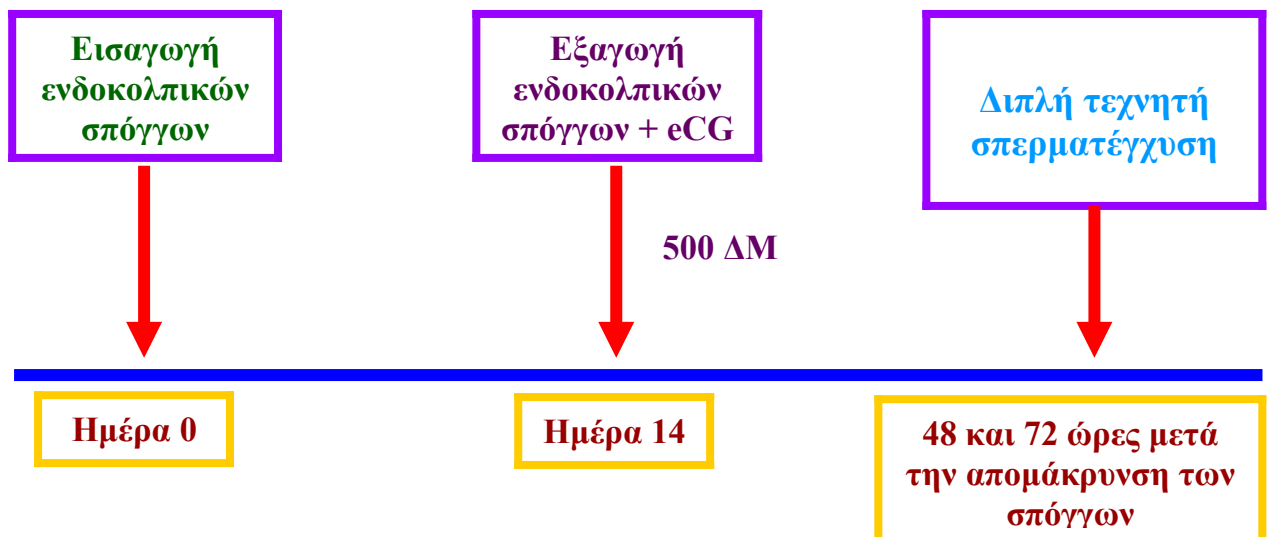 Εισαγωγή
ενδοκολπικών
σπόγγων
Εξαγωγή
ενδοκολπικών
σπόγγων + eCG
Διπλή τεχνητή
σπερματέγχυση
500 ΔΜ
Ημέρα 0
Ημέρα 14
48 και 72 ώρες μετά
την απομάκρυνση των
σπόγγων